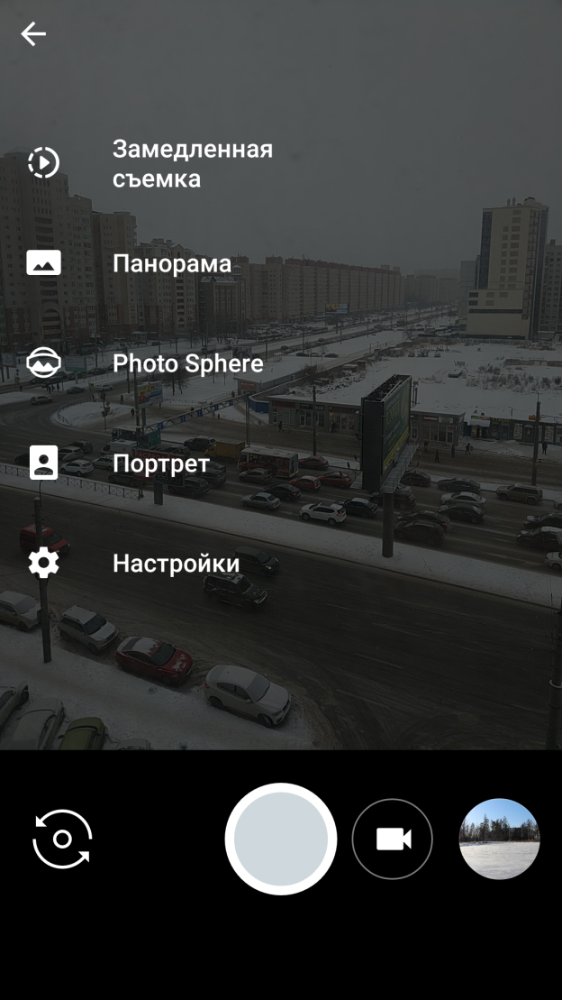 Замедленная
съемка
Панорама
Photo Sphere
Портрет
Настройки